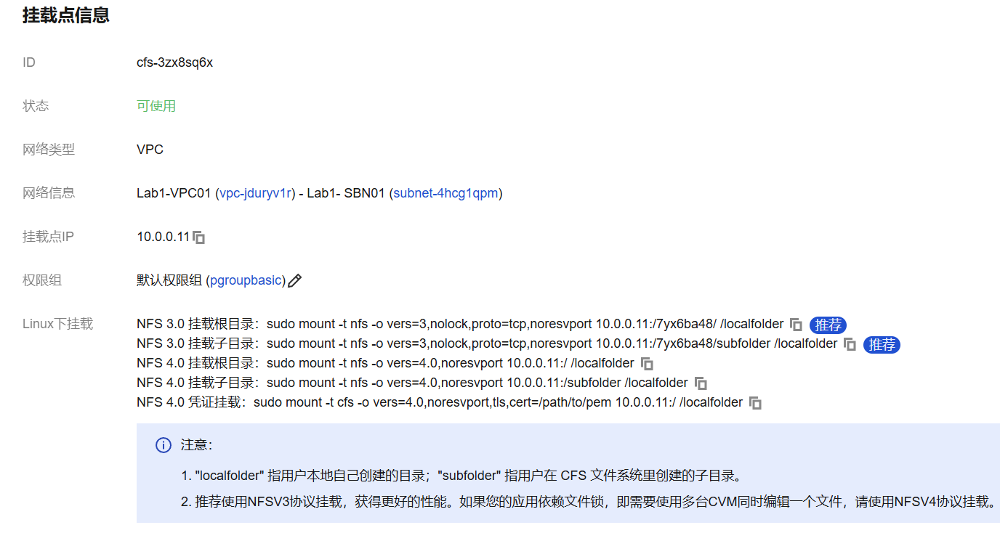 挂载点信息
ID cfs-3zx8sq6x
状态 可使用
网络类型 VPC
网络信息 Lab1-VPC01 (vpc-jduryv1r) - Lab1- SBN01 (subnet-4hcg1qpm)
挂载点IP 10.0.0.11
权限组 默认权限组 (pgroupbasic)
Linux下挂载 NFS 3.0 挂载根目录：sudo mount -t nfs -o vers=3,nolock,proto=tcp,noresvport 10.0.0.11:/7yx6ba48/ /localfolder 推荐
NFS 3.0 挂载子目录：sudo mount -t nfs -o vers=3,nolock,proto=tcp,noresvport 10.0.0.11:/7yx6ba48/subfolder /localfolder 推荐
NFS 4.0 挂载根目录：sudo mount -t nfs -o vers=4.0,noresvport 10.0.0.11:/ /localfolder
NFS 4.0 挂载子目录：sudo mount -t nfs -o vers=4.0,noresvport 10.0.0.11:/subfolder /localfolder
NFS 4.0 凭证挂载：sudo mount -t cfs -o vers=4.0,noresvport,tls,cert=/path/to/pem 10.0.0.11:/ /localfolder
注意：
1. "localfolder" 指用户本地自己创建的目录；"subfolder" 指用户在 CFS 文件系统里创建的子目录。
2. 推荐使用NFSV3协议挂载，获得更好的性能。如果您的应用依赖文件锁，即需要使用多台CVM同时编辑一个文件，请使用NFSV4协议挂载。